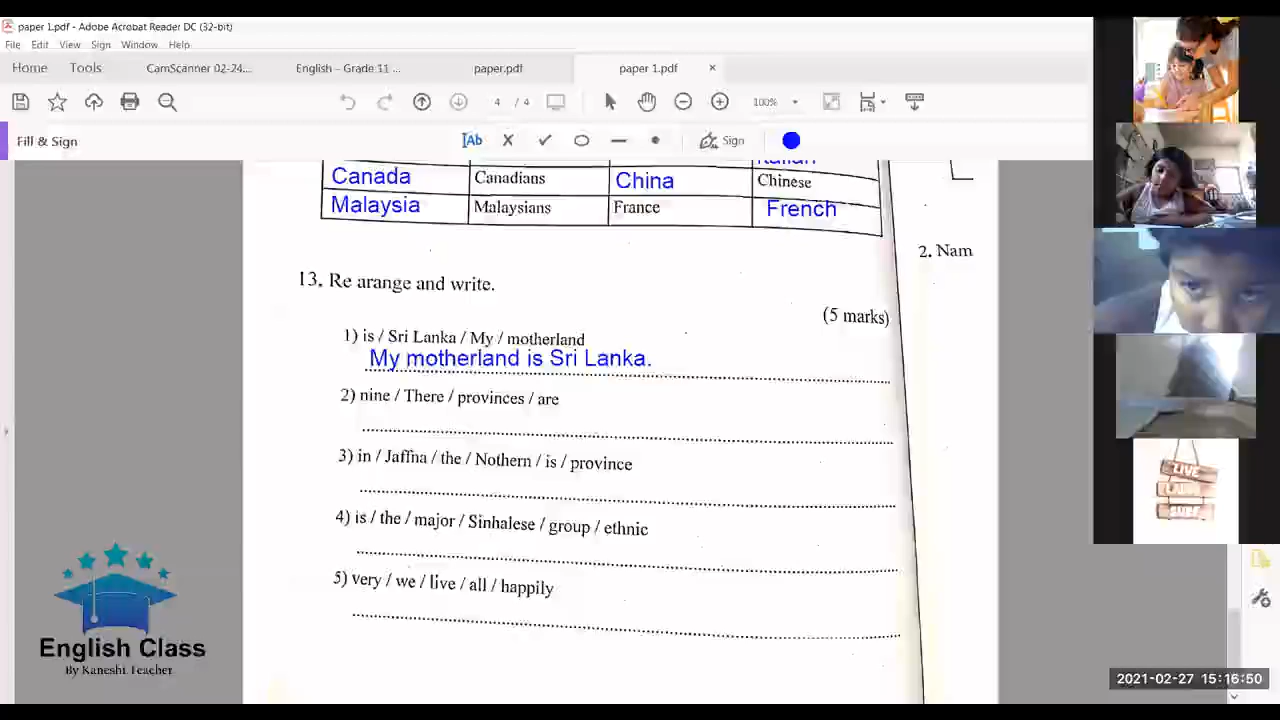 paper 1.pdf - Adobe Acrobat Reader DC (32-bit)
File Edit View Sign Window Help
Home Tools CamScanner 02-24... English – Grade 11 ... paper.pdf paper 1.pdf ×
4 / 4 100%
Fill & Sign Ab Sign
Italian
Canada Canadians China Chinese
Malaysia Malaysians France French
2. Nam
13. Re arange and write.
(5 marks)
1) is / Sri Lanka / My / motherland
My motherland is Sri Lanka.
2) nine / There / provinces / are
3) in / Jaffna / the / Nothern / is / province
4) is / the / major / Sinhalese / group / ethnic
5) very / we / live / all / happily
English Class
By Kaneshi Teacher
LIVE
SURF
2021-02-27 15:16:50